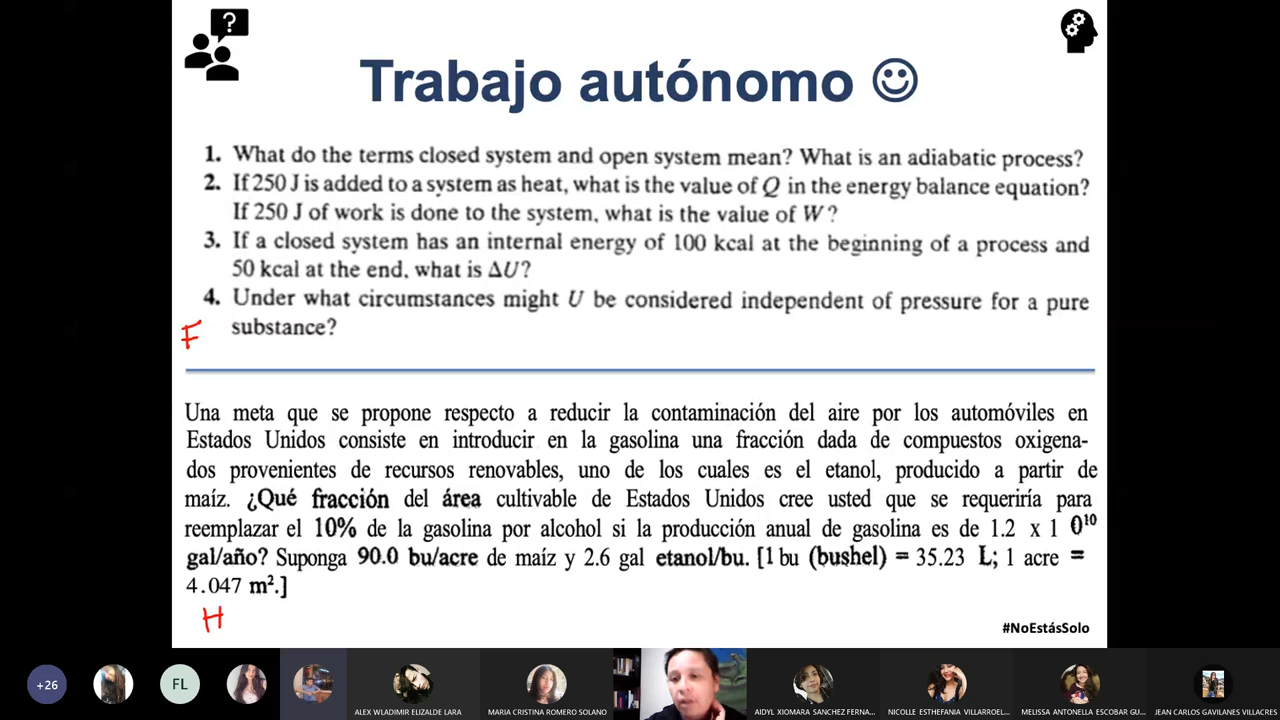 ?
Trabajo autónomo ☺
1. What do the terms closed system and open system mean? What is an adiabatic process?
2. If 250 J is added to a system as heat, what is the value of Q in the energy balance equation?
If 250 J of work is done to the system, what is the value of W?
3. If a closed system has an internal energy of 100 kcal at the beginning of a process and
50 kcal at the end, what is ΔU?
4. Under what circumstances might U be considered independent of pressure for a pure
substance?
F
Una meta que se propone respecto a reducir la contaminación del aire por los automóviles en
Estados Unidos consiste en introducir en la gasolina una fracción dada de compuestos oxigena-
dos provenientes de recursos renovables, uno de los cuales es el etanol, producido a partir de
maíz. ¿Qué fracción del área cultivable de Estados Unidos cree usted que se requeriría para
reemplazar el 10% de la gasolina por alcohol si la producción anual de gasolina es de 1.2 x 1 0¹⁰
gal/año? Suponga 90.0 bu/acre de maíz y 2.6 gal etanol/bu. [1 bu (bushel) = 35.23 L; 1 acre =
4.047 m².]
H
#NoEstásSolo
+26
FL
ALEX WLADIMIR ELIZALDE LARA
MARIA CRISTINA ROMERO SOLANO
AIDYL XIOMARA SANCHEZ FERNA...
NICOLLE ESTHEFANIA VILLARROEL...
MELISSA ANTONELLA ESCOBAR GU...
JEAN CARLOS GAVILANES VILLACRES